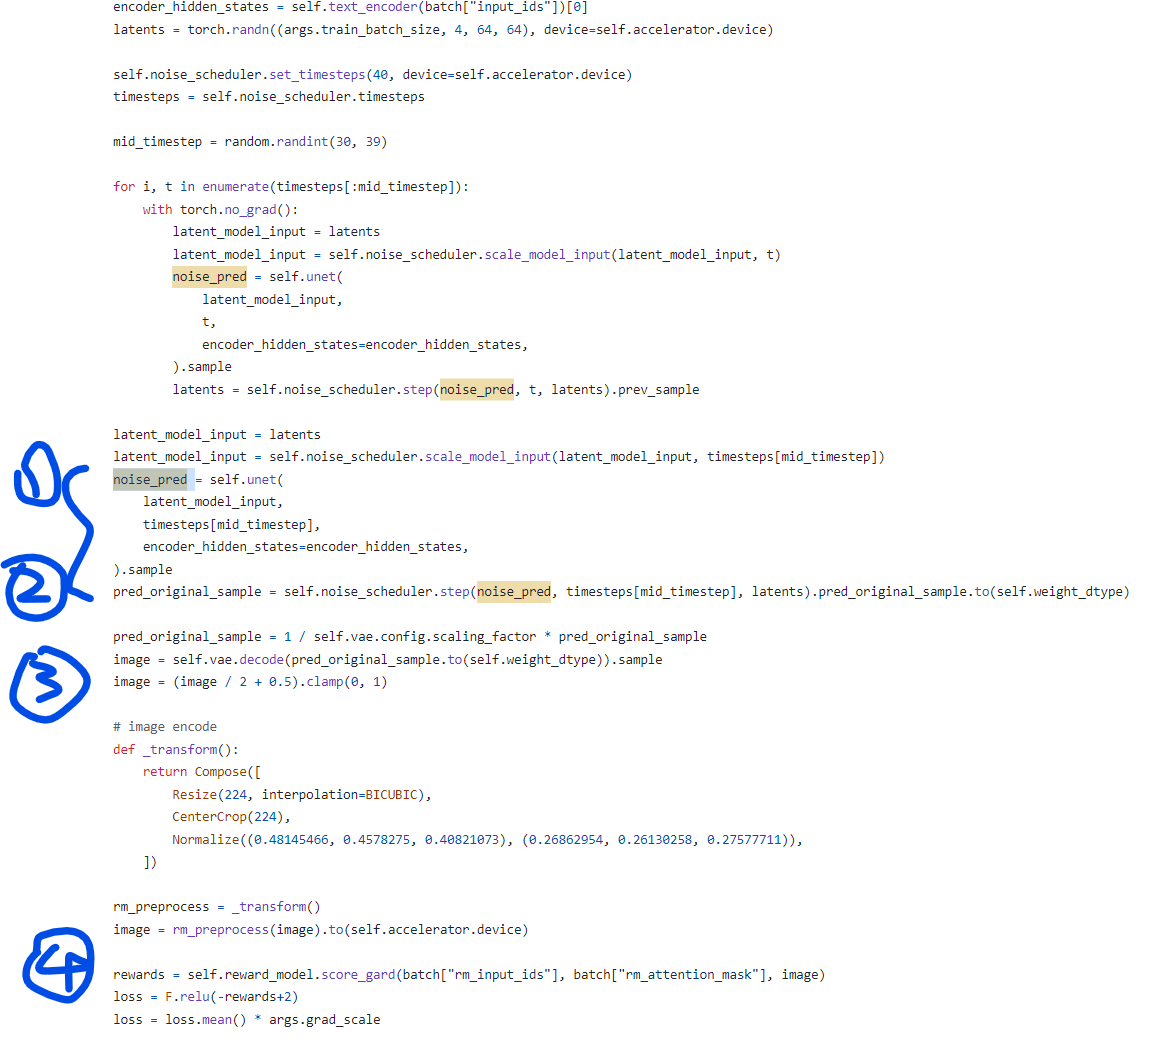 encoder_hidden_states = self.text_encoder(batch["input_ids"])[0]
latents = torch.randn((args.train_batch_size, 4, 64, 64), device=self.accelerator.device)
self.noise_scheduler.set_timesteps(40, device=self.accelerator.device)
timesteps = self.noise_scheduler.timesteps
mid_timestep = random.randint(30, 39)
for i, t in enumerate(timesteps[:mid_timestep]):
with torch.no_grad():
latent_model_input = latents
latent_model_input = self.noise_scheduler.scale_model_input(latent_model_input, t)
noise_pred = self.unet(
latent_model_input,
t,
encoder_hidden_states=encoder_hidden_states,
).sample
latents = self.noise_scheduler.step(noise_pred, t, latents).prev_sample
latent_model_input = latents
latent_model_input = self.noise_scheduler.scale_model_input(latent_model_input, timesteps[mid_timestep])
1
noise_pred = self.unet(
latent_model_input,
timesteps[mid_timestep],
encoder_hidden_states=encoder_hidden_states,
).sample
2
pred_original_sample = self.noise_scheduler.step(noise_pred, timesteps[mid_timestep], latents).pred_original_sample.to(self.weight_dtype)
pred_original_sample = 1 / self.vae.config.scaling_factor * pred_original_sample
image = self.vae.decode(pred_original_sample.to(self.weight_dtype)).sample
3
image = (image / 2 + 0.5).clamp(0, 1)
# image encode
def _transform():
return Compose([
Resize(224, interpolation=BICUBIC),
CenterCrop(224),
Normalize((0.48145466, 0.4578275, 0.40821073), (0.26862954, 0.26130258, 0.27577711)),
])
rm_preprocess = _transform()
image = rm_preprocess(image).to(self.accelerator.device)
4
rewards = self.reward_model.score_gard(batch["rm_input_ids"], batch["rm_attention_mask"], image)
loss = F.relu(-rewards+2)
loss = loss.mean() * args.grad_scale